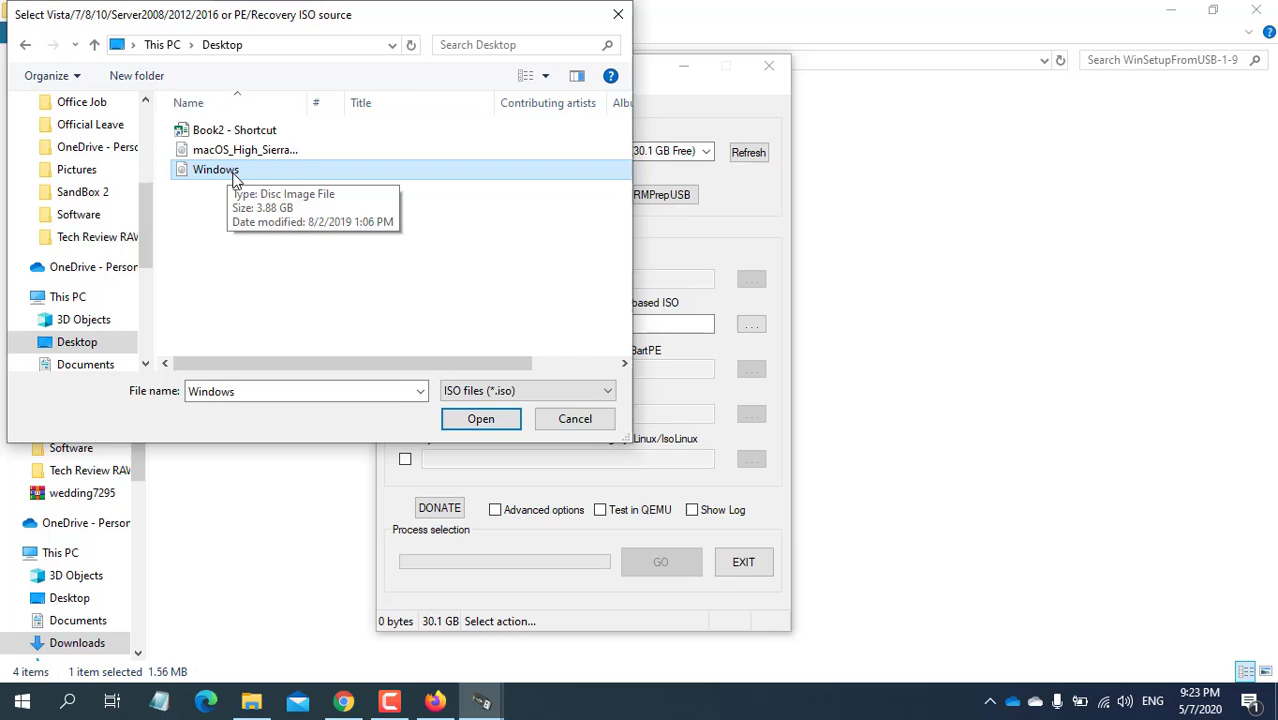 Select Vista/7/8/10/Server2008/2012/2016 or PE/Recovery ISO source
This PC
Desktop
Search Desktop
Search WinSetupFromUSB-1-9
Organize
New folder
Office Job
Official Leave
OneDrive - Perso
Pictures
SandBox 2
Software
Tech Review RAW
OneDrive - Person
This PC
3D Objects
Desktop
Documents
Name
#
Title
Contributing artists
Albu
Book2 - Shortcut
macOS_High_Sierra...
Windows
Type: Disc Image File
Size: 3.88 GB
Date modified: 8/2/2019 1:06 PM
File name:
Windows
ISO files (*.iso)
Open
Cancel
30.1 GB Free)
Refresh
RMPrepUSB
based ISO
...
BartPE
Linux/IsoLinux
DONATE
Advanced options
Test in QEMU
Show Log
Process selection
GO
EXIT
0 bytes
30.1 GB
Select action...
Software
Tech Review RAW
wedding7295
OneDrive - Person
This PC
3D Objects
Desktop
Documents
Downloads
4 items
1 item selected 1.56 MB
ENG
9:23 PM
5/7/2020
1